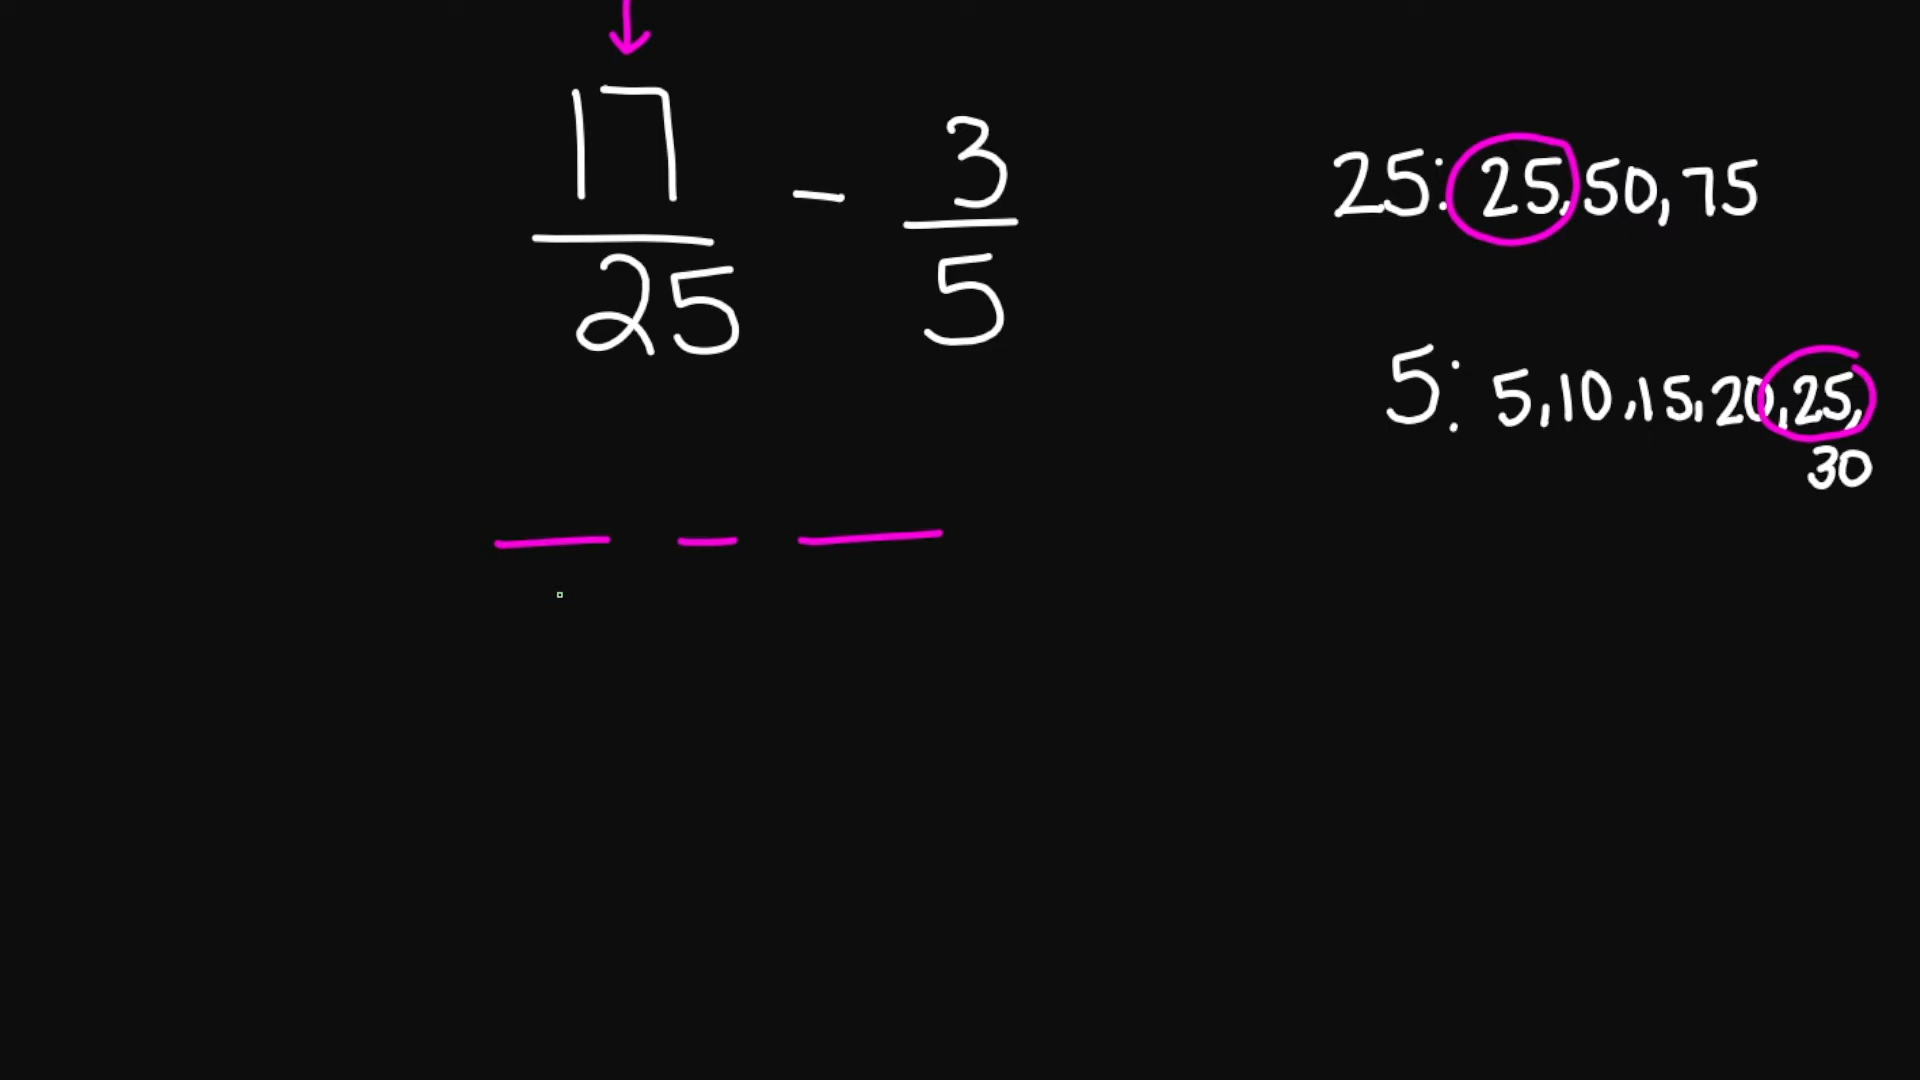 17/25 - 3/5
25: 25, 50, 75
5: 5, 10, 15, 20, 25,
30
— - —